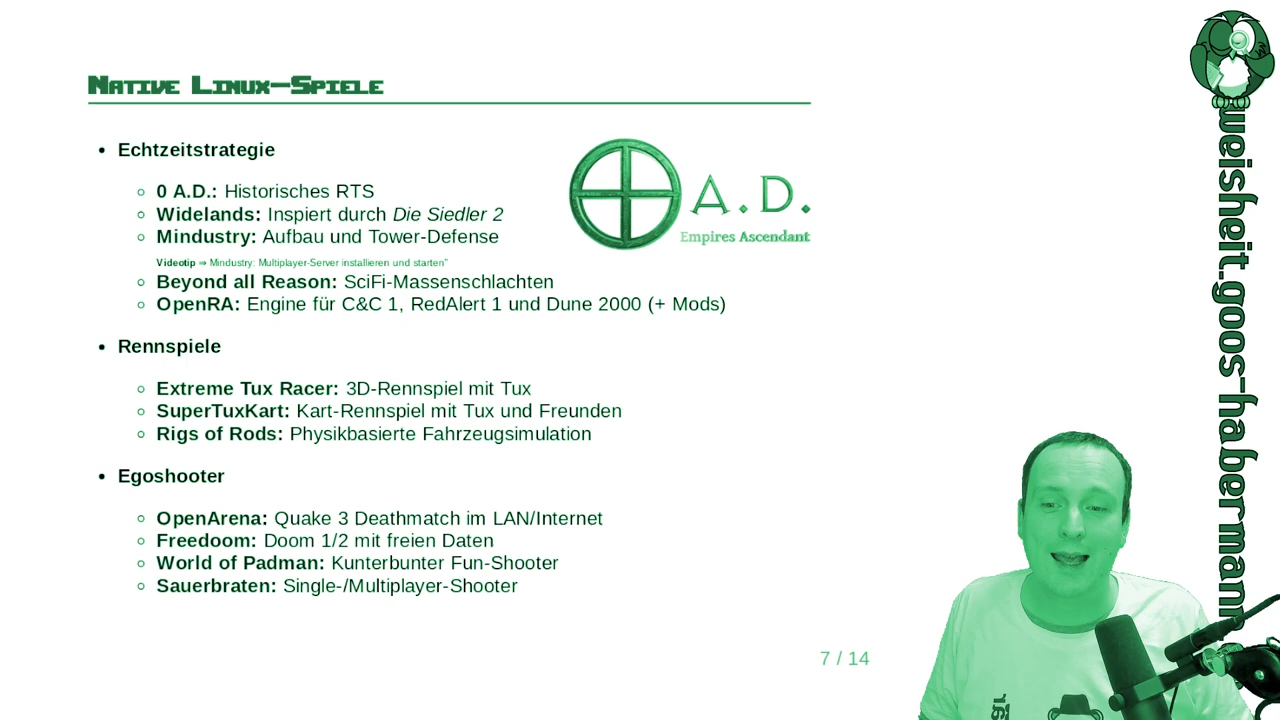 Native Linux-Spiele
Echtzeitstrategie
0 A.D.: Historisches RTS
Widelands: Inspiert durch Die Siedler 2
Mindustry: Aufbau und Tower-Defense
Videotip ⇒ Mindustry: Multiplayer-Server installieren und starten"
Beyond all Reason: SciFi-Massenschlachten
OpenRA: Engine für C&C 1, RedAlert 1 und Dune 2000 (+ Mods)
A.D.
Empires Ascendant
Rennspiele
Extreme Tux Racer: 3D-Rennspiel mit Tux
SuperTuxKart: Kart-Rennspiel mit Tux und Freunden
Rigs of Rods: Physikbasierte Fahrzeugsimulation
Egoshooter
OpenArena: Quake 3 Deathmatch im LAN/Internet
Freedoom: Doom 1/2 mit freien Daten
World of Padman: Kunterbunter Fun-Shooter
Sauerbraten: Single-/Multiplayer-Shooter
7 / 14
weisheit.goos-habermann